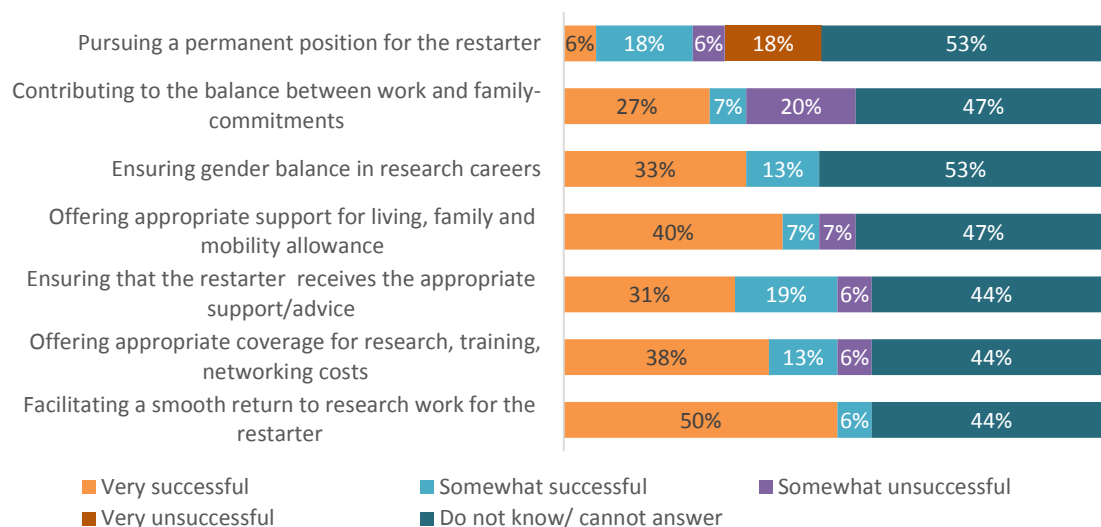 Pursuing a permanent position for the restarter
6% 18% 6% 18% 53%
Contributing to the balance between work and family-
commitments
27% 7% 20% 47%
Ensuring gender balance in research careers
33% 13% 53%
Offering appropriate support for living, family and
mobility allowance
40% 7% 7% 47%
Ensuring that the restarter receives the appropriate
support/advice
31% 19% 6% 44%
Offering appropriate coverage for research, training,
networking costs
38% 13% 6% 44%
Facilitating a smooth return to research work for the
restarter
50% 6% 44%
Very successful Somewhat successful Somewhat unsuccessful
Very unsuccessful Do not know/ cannot answer